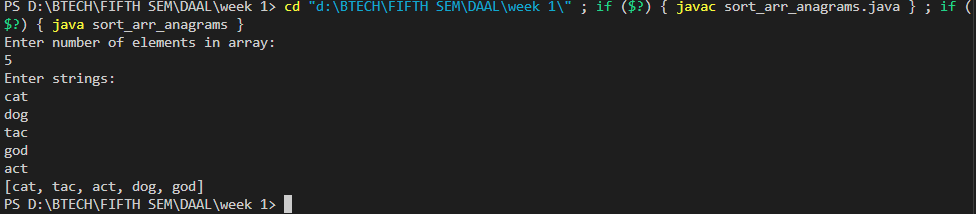 PS D:\BTECH\FIFTH SEM\DAAL\week 1> cd "d:\BTECH\FIFTH SEM\DAAL\week 1\" ; if ($?) { javac sort_arr_anagrams.java } ; if (
$?) { java sort_arr_anagrams }
Enter number of elements in array:
5
Enter strings:
cat
dog
tac
god
act
[cat, tac, act, dog, god]
PS D:\BTECH\FIFTH SEM\DAAL\week 1>